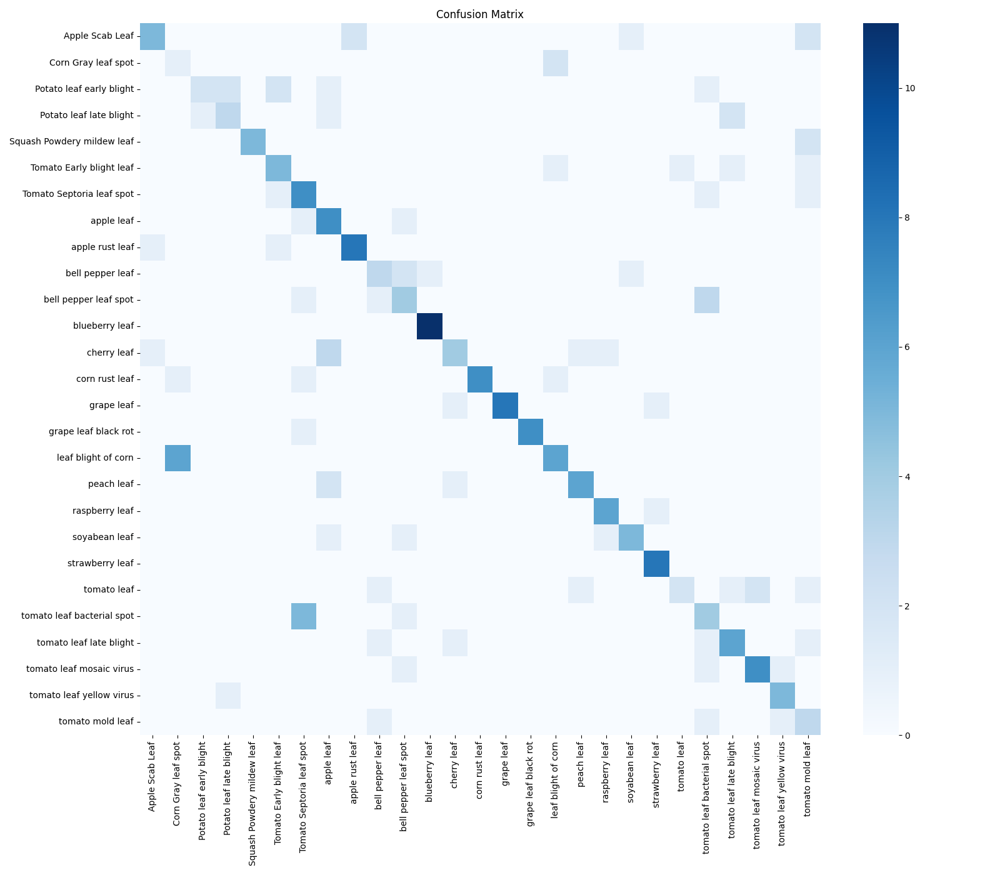 Confusion Matrix
Apple Scab Leaf
Corn Gray leaf spot
Potato leaf early blight
Potato leaf late blight
Squash Powdery mildew leaf
Tomato Early blight leaf
Tomato Septoria leaf spot
apple leaf
apple rust leaf
bell pepper leaf
bell pepper leaf spot
blueberry leaf
cherry leaf
corn rust leaf
grape leaf
grape leaf black rot
leaf blight of corn
peach leaf
raspberry leaf
soyabean leaf
strawberry leaf
tomato leaf
tomato leaf bacterial spot
tomato leaf late blight
tomato leaf mosaic virus
tomato leaf yellow virus
tomato mold leaf
Apple Scab Leaf
Corn Gray leaf spot
Potato leaf early blight
Potato leaf late blight
Squash Powdery mildew leaf
Tomato Early blight leaf
Tomato Septoria leaf spot
apple leaf
apple rust leaf
bell pepper leaf
bell pepper leaf spot
blueberry leaf
cherry leaf
corn rust leaf
grape leaf
grape leaf black rot
leaf blight of corn
peach leaf
raspberry leaf
soyabean leaf
strawberry leaf
tomato leaf
tomato leaf bacterial spot
tomato leaf late blight
tomato leaf mosaic virus
tomato leaf yellow virus
tomato mold leaf
10
8
6
4
2
0